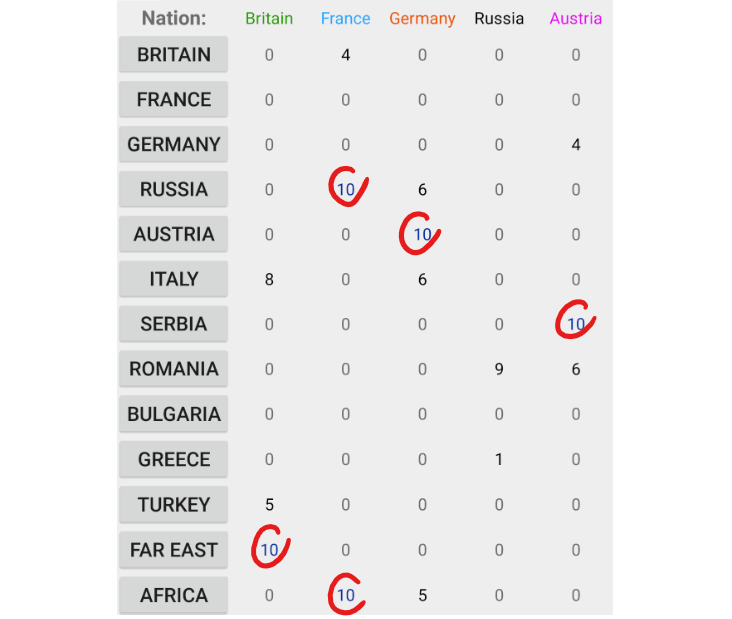 Nation: Britain France Germany Russia Austria
BRITAIN 0 4 0 0 0
FRANCE 0 0 0 0 0
GERMANY 0 0 0 0 4
RUSSIA 0 10 6 0 0
AUSTRIA 0 0 10 0 0
ITALY 8 0 6 0 0
SERBIA 0 0 0 0 10
ROMANIA 0 0 0 9 6
BULGARIA 0 0 0 0 0
GREECE 0 0 0 1 0
TURKEY 5 0 0 0 0
FAR EAST 10 0 0 0 0
AFRICA 0 10 5 0 0